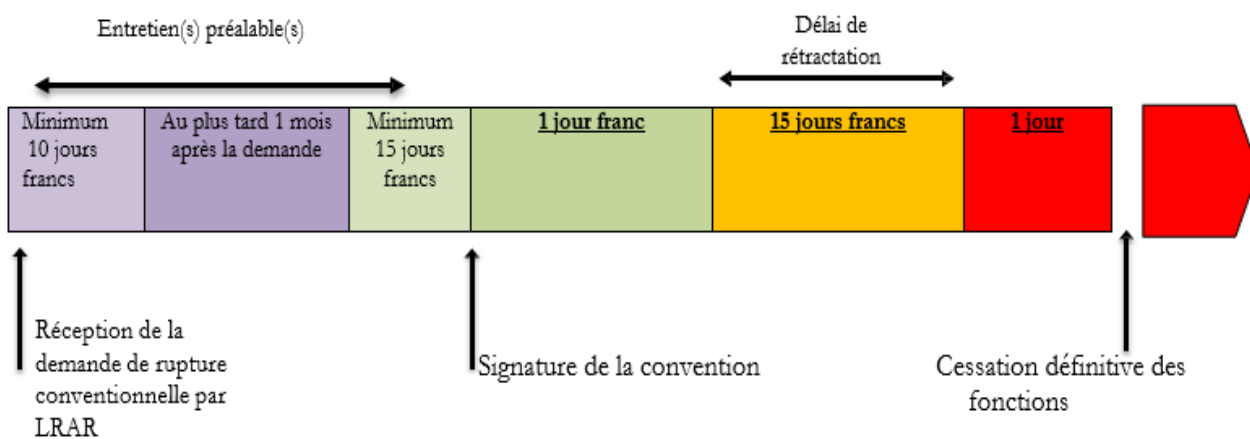 Entretien(s) préalable(s)
Délai de
rétractation
Minimum
10 jours
francs
Au plus tard 1 mois
après la demande
Minimum
15 jours
francs
1 jour franc
15 jours francs
1 jour
Réception de la
demande de rupture
conventionnelle par
LRAR
Signature de la convention
Cessation définitive des
fonctions